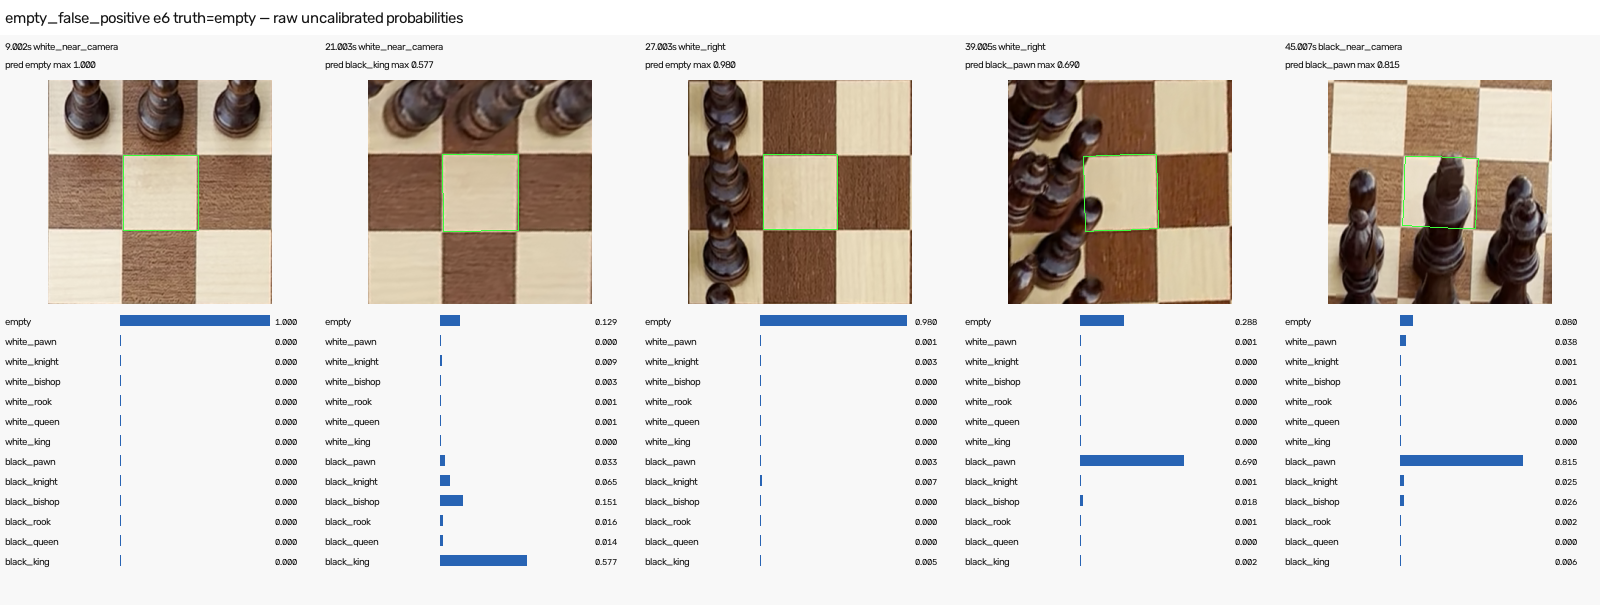 empty_false_positive e6 truth=empty — raw uncalibrated probabilities
9.002s white_near_camera
pred empty max 1.000
empty 1.000
white_pawn 0.000
white_knight 0.000
white_bishop 0.000
white_rook 0.000
white_queen 0.000
white_king 0.000
black_pawn 0.000
black_knight 0.000
black_bishop 0.000
black_rook 0.000
black_queen 0.000
black_king 0.000
21.003s white_near_camera
pred black_king max 0.577
empty 0.129
white_pawn 0.000
white_knight 0.009
white_bishop 0.003
white_rook 0.001
white_queen 0.001
white_king 0.000
black_pawn 0.033
black_knight 0.065
black_bishop 0.151
black_rook 0.016
black_queen 0.014
black_king 0.577
27.003s white_right
pred empty max 0.980
empty 0.980
white_pawn 0.001
white_knight 0.003
white_bishop 0.000
white_rook 0.000
white_queen 0.000
white_king 0.000
black_pawn 0.003
black_knight 0.007
black_bishop 0.000
black_rook 0.000
black_queen 0.000
black_king 0.005
39.005s white_right
pred black_pawn max 0.690
empty 0.288
white_pawn 0.001
white_knight 0.000
white_bishop 0.000
white_rook 0.000
white_queen 0.000
white_king 0.000
black_pawn 0.690
black_knight 0.001
black_bishop 0.018
black_rook 0.001
black_queen 0.000
black_king 0.002
45.007s black_near_camera
pred black_pawn max 0.815
empty 0.080
white_pawn 0.038
white_knight 0.001
white_bishop 0.001
white_rook 0.006
white_queen 0.000
white_king 0.000
black_pawn 0.815
black_knight 0.025
black_bishop 0.026
black_rook 0.002
black_queen 0.000
black_king 0.006